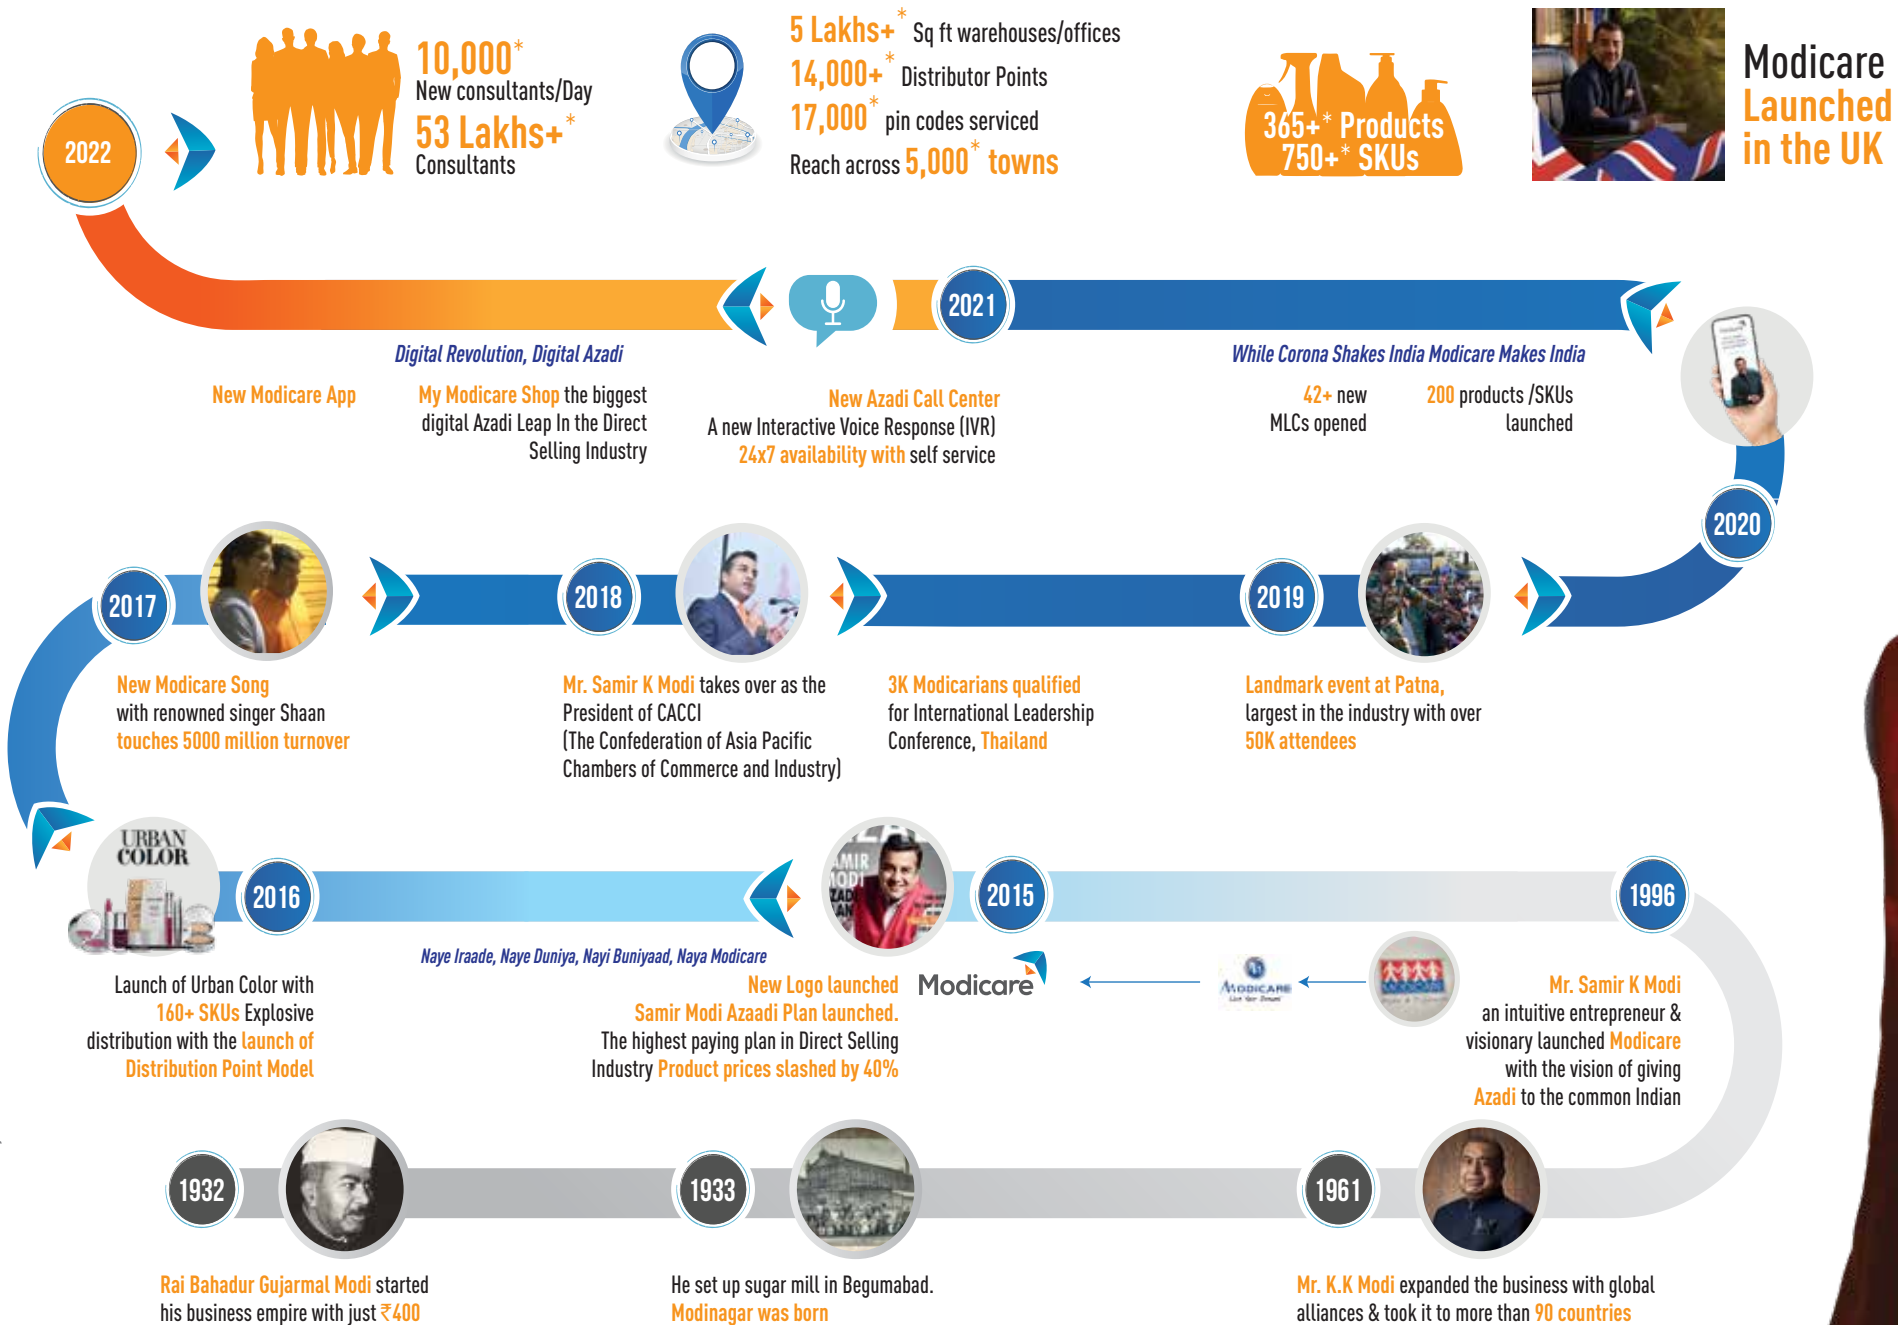 2022
10,000*
New consultants/Day
53 Lakhs+*
Consultants
5 Lakhs+* Sq ft warehouses/offices
14,000+* Distributor Points
17,000* pin codes serviced
Reach across 5,000* towns
365+* Products
750+* SKUs
Modicare
Launched
in the UK
2021
Digital Revolution, Digital Azadi
New Modicare App
My Modicare Shop the biggest
digital Azadi Leap In the Direct
Selling Industry
New Azadi Call Center
A new Interactive Voice Response (IVR)
24x7 availability with self service
While Corona Shakes India Modicare Makes India
42+ new
MLCs opened
200 products /SKUs
launched
2020
2017
2018
2019
New Modicare Song
with renowned singer Shaan
touches 5000 million turnover
Mr. Samir K Modi takes over as the
President of CACCI
(The Confederation of Asia Pacific
Chambers of Commerce and Industry)
3K Modicarians qualified
for International Leadership
Conference, Thailand
Landmark event at Patna,
largest in the industry with over
50K attendees
URBAN
COLOR
2016
AMIR
MODI
2015
1996
Launch of Urban Color with
160+ SKUs Explosive
distribution with the launch of
Distribution Point Model
Naye Iraade, Naye Duniya, Nayi Buniyaad, Naya Modicare
New Logo launched
Samir Modi Azaadi Plan launched.
The highest paying plan in Direct Selling
Industry Product prices slashed by 40%
Modicare
MODICARE
Live Your Dreams
MODICARE
Mr. Samir K Modi
an intuitive entrepreneur &
visionary launched Modicare
with the vision of giving
Azadi to the common Indian
1932
1933
1961
Rai Bahadur Gujarmal Modi started
his business empire with just ₹400
He set up sugar mill in Begumabad.
Modinagar was born
Mr. K.K Modi expanded the business with global
alliances & took it to more than 90 countries